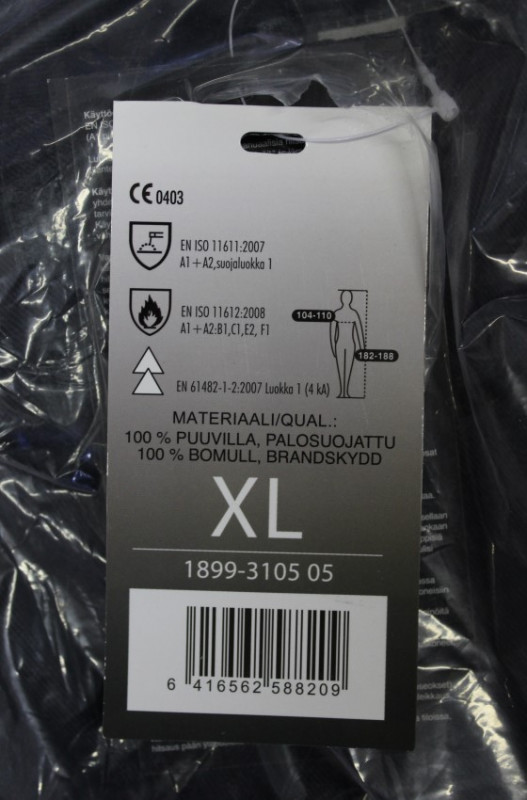 CE 0403
EN ISO 11611:2007
A1+A2,suojaluokka 1
EN ISO 11612:2008
A1+A2:B1,C1,E2, F1
104-110
182-188
EN 61482-1-2:2007 Luokka 1 (4 kA)
MATERIAALI/QUAL.:
100 % PUUVILLA, PALOSUOJATTU
100 % BOMULL, BRANDSKYDD
XL
1899-3105 05
6 416562 588209